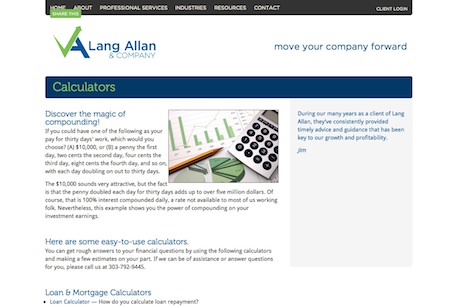 HOME ABOUT PROFESSIONAL SERVICES INDUSTRIES RESOURCES CONTACT CLIENT LOGIN
SHARE THIS
Lang Allan
& COMPANY
move your company forward
Calculators
Discover the magic of
compounding!
If you could have one of the following as your
pay for thirty days' work, which would
you choose? (A) $10,000, or (B) a penny the first
day, two cents the second day, four cents the
third day, eight cents the fourth day, and so on,
with each day doubling on out to thirty days.
The $10,000 sounds very attractive, but the fact
is that the penny doubled each day for thirty days adds up to over five million dollars. Of
course, that is 100% interest compounded daily, a rate not available to most of us working
folk. Nevertheless, this example shows you the power of compounding on your
investment earnings.
During our many years as a client of Lang
Allan, they've consistently provided
timely advice and guidance that has been
key to our growth and profitability.
Jim
Here are some easy-to-use calculators.
You can get rough answers to your financial questions by using the following calculators
and making a few estimates on your part. If we can be of assistance or answer questions
for you, please call us at 303-792-9445.
Loan & Mortgage Calculators
Loan Calculator — How do you calculate loan repayment?